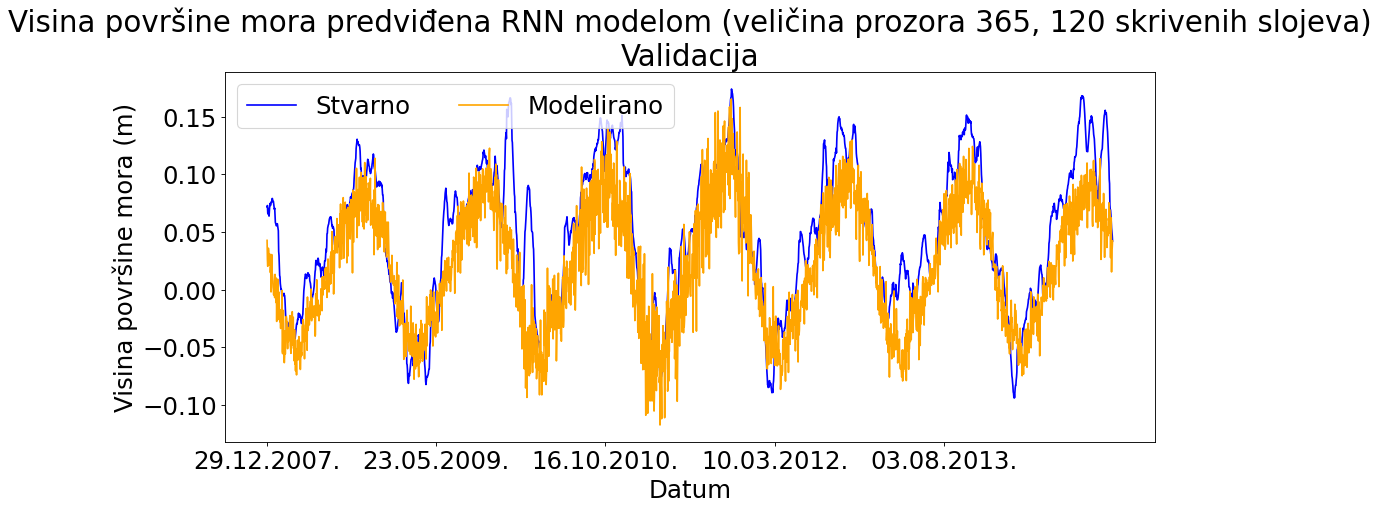 Visina površine mora predviđena RNN modelom (veličina prozora 365, 120 skrivenih slojeva)
Validacija
Stvarno
Modelirano
Visina površine mora (m)
0.15
0.10
0.05
0.00
−0.05
−0.10
29.12.2007.
23.05.2009.
16.10.2010.
10.03.2012.
03.08.2013.
Datum